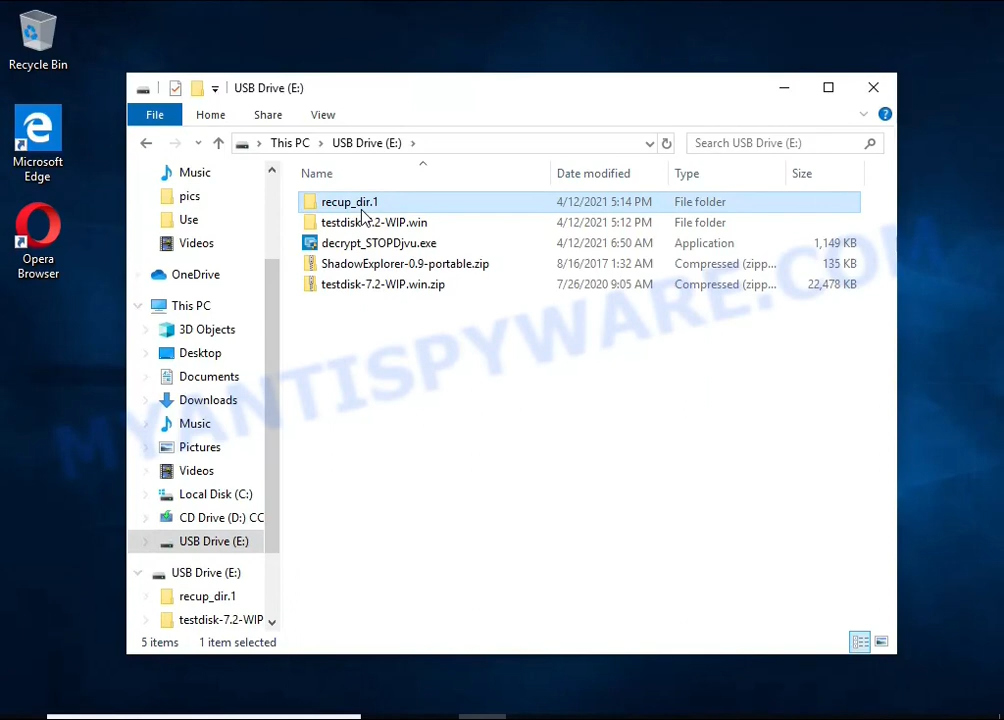 Recycle Bin
Microsoft
Edge
Opera
Browser
USB Drive (E:)
File Home Share View
This PC USB Drive (E:)
Search USB Drive (E:)
Name Date modified Type Size
recup_dir.1 4/12/2021 5:14 PM File folder
testdisk-7.2-WIP.win 4/12/2021 5:12 PM File folder
decrypt_STOPDjvu.exe 4/12/2021 6:50 AM Application 1,149 KB
ShadowExplorer-0.9-portable.zip 8/16/2017 1:32 AM Compressed (zipp... 135 KB
testdisk-7.2-WIP.win.zip 7/26/2020 9:05 AM Compressed (zipp... 22,478 KB
Music
pics
Use
Videos
OneDrive
This PC
3D Objects
Desktop
Documents
Downloads
Music
Pictures
Videos
Local Disk (C:)
CD Drive (D:) CC
USB Drive (E:)
USB Drive (E:)
recup_dir.1
testdisk-7.2-WIP
5 items 1 item selected
MYANTISPYWARE.COM